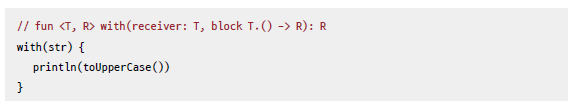 // fun <T, R> with(receiver: T, block T.() -> R): R
with(str) {
    println(toUpperCase())
}